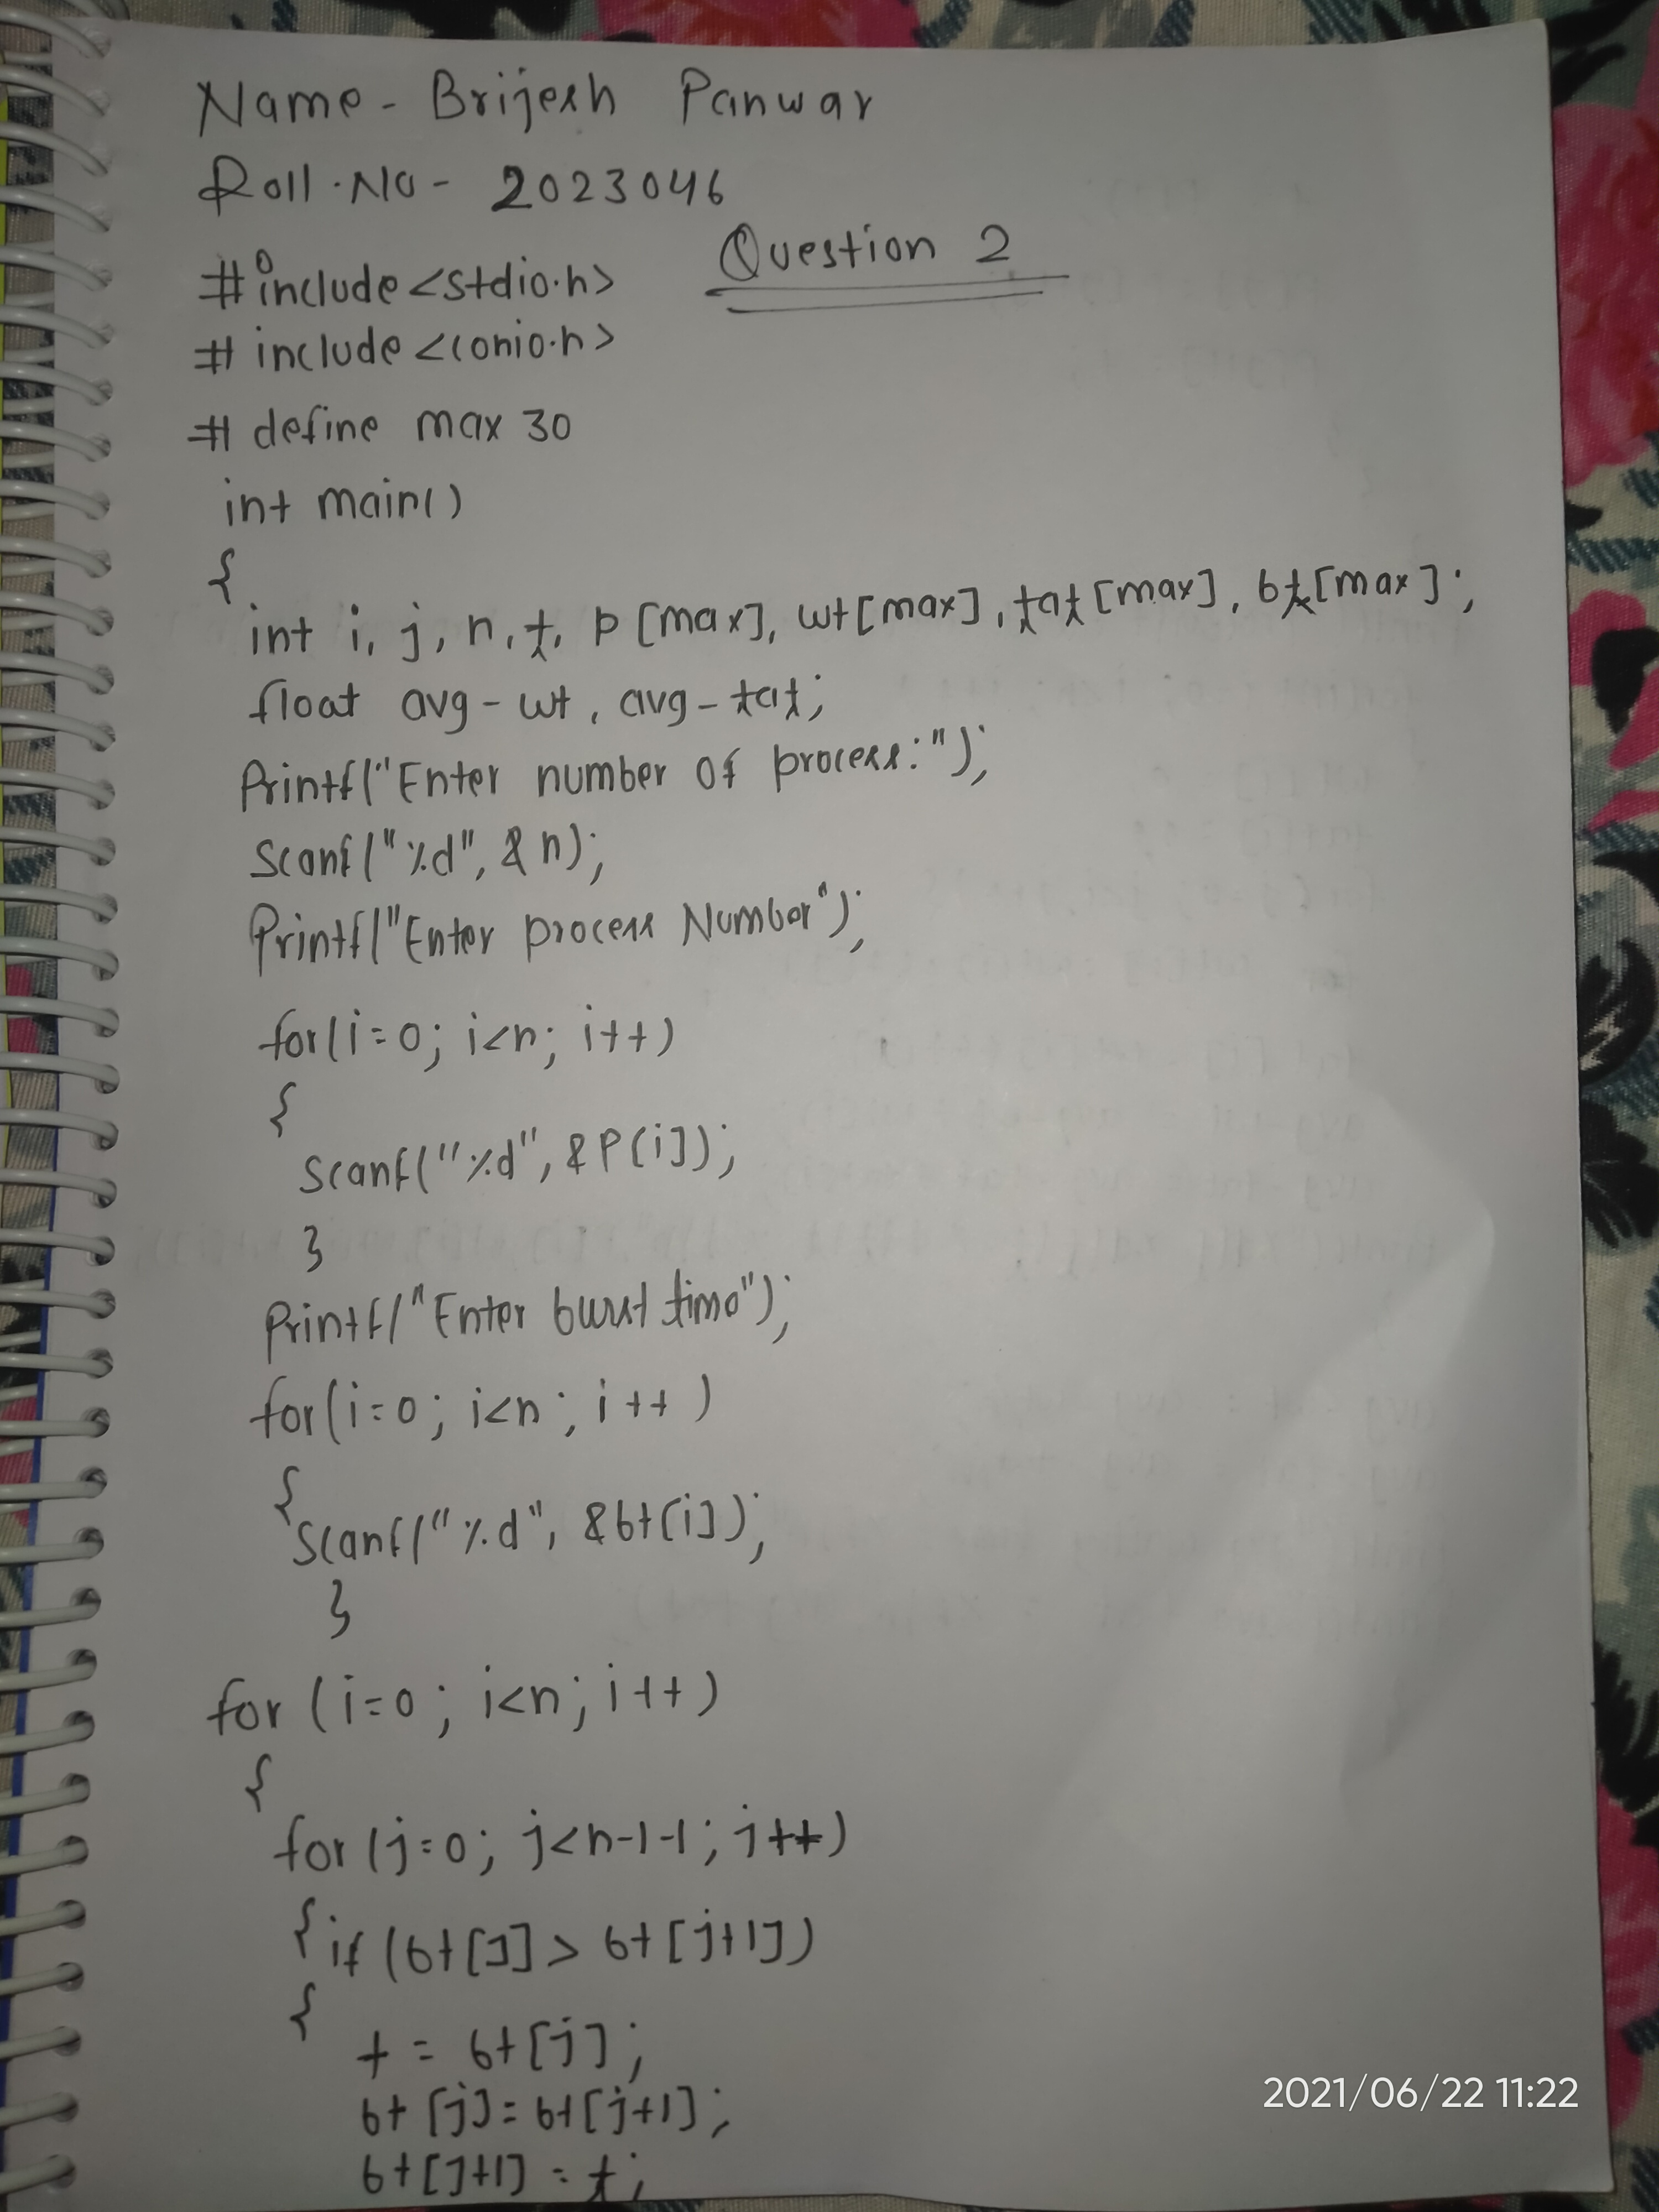 Name - Brijesh Panwar
Roll.No - 2023046
Question 2
#include <stdio.h>
# include <conio.h>
# define max 30
int main()
{
int i, j, n, t, p [max], wt[max], tat [max], bt[max];
float avg-wt, avg-tat;
Printf("Enter number of process:");
Scanf("%d", &n);
Printf("Enter process Number");
for(i=0; i<n; i++)
{
Scanf("%d", &P[i]);
}
Printf("Enter burst time");
for(i=0; i<n; i++)
{
Scanf("%d", &bt[i]);
}
for (i=0; i<n; i++)
{
for(j=0; j<n-1-1; j++)
{if (bt[j] > bt[j+1])
{
t = bt[j];
bt[j] = bt[j+1];
bt[j+1] = t;
2021/06/22 11:22